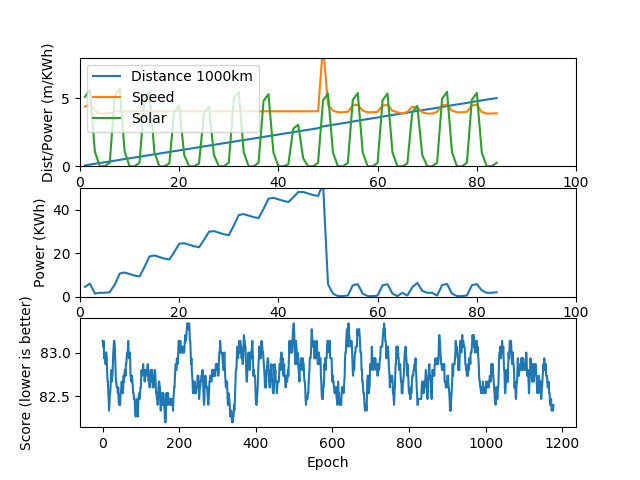 Dist/Power (m/KWh)
Distance 1000km
Speed
Solar
5
0
0 20 40 60 80 100
Power (KWh)
40
20
0
0 20 40 60 80 100
Score (lower is better)
83.0
82.5
0 200 400 600 800 1000 1200
Epoch